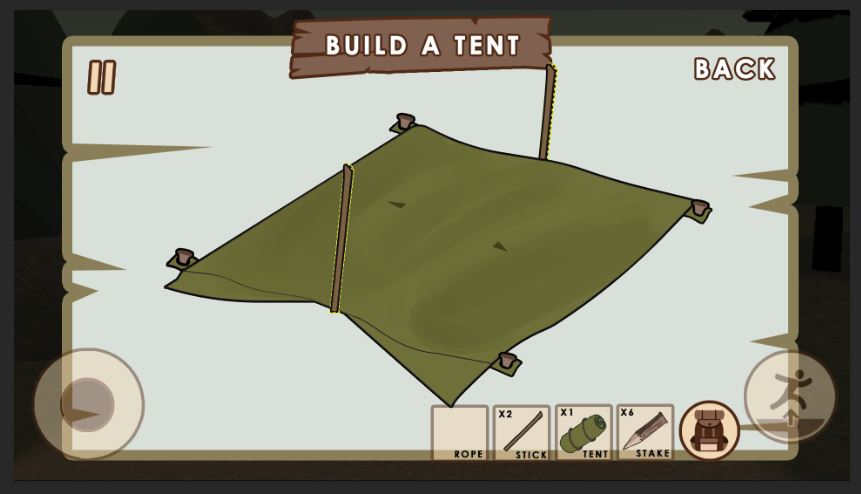 BUILD A TENT
BACK
ROPE
X2
STICK
X1
TENT
X6
STAKE